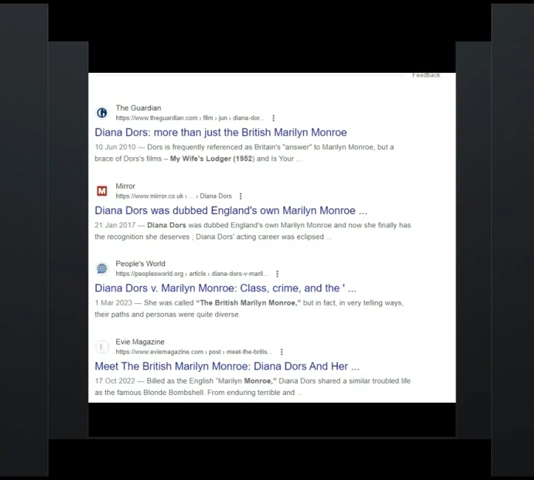 Feedback
The Guardian
https://www.theguardian.com › film › jun › diana-dor...
Diana Dors: more than just the British Marilyn Monroe
10 Jun 2010 — Dors is frequently referenced as Britain's "answer" to Marilyn Monroe, but a
brace of Dors's films – My Wife's Lodger (1952) and Is Your ...
M
Mirror
https://www.mirror.co.uk › ... › Diana Dors
Diana Dors was dubbed England's own Marilyn Monroe ...
21 Jan 2017 — Diana Dors was dubbed England's own Marilyn Monroe and now she finally has
the recognition she deserves ; Diana Dors' acting career was eclipsed ...
People's World
https://peoplesworld.org › article › diana-dors-v-maril...
Diana Dors v. Marilyn Monroe: Class, crime, and the ' ...
1 Mar 2023 — She was called "The British Marilyn Monroe," but in fact, in very telling ways,
their paths and personas were quite diverse.
Evie Magazine
https://www.eviemagazine.com › post › meet-the-britis...
Meet The British Marilyn Monroe: Diana Dors And Her ...
17 Oct 2022 — Billed as the English "Marilyn Monroe," Diana Dors shared a similar troubled life
as the famous Blonde Bombshell. From enduring terrible and ...